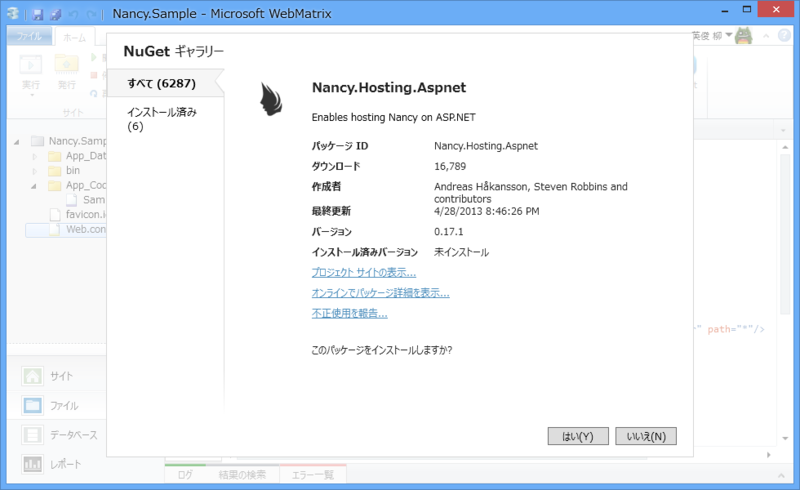 Nancy.Sample - Microsoft WebMatrix
ファイル
ホーム
英俊 柳
実行
発行
サイト
NuGet ギャラリー
すべて (6287)
インストール済み
(6)
Nancy.Hosting.Aspnet
Enables hosting Nancy on ASP.NET
パッケージ ID
Nancy.Hosting.Aspnet
ダウンロード
16,789
作成者
Andreas Håkansson, Steven Robbins and
contributors
最終更新
4/28/2013 8:46:26 PM
バージョン
0.17.1
インストール済みバージョン
未インストール
プロジェクト サイトの表示...
オンラインでパッケージ詳細を表示...
不正使用を報告...
このパッケージをインストールしますか?
はい(Y)
いいえ(N)
Nancy.Samp
App_Dat
bin
App_Cod
Sam
favicon.ic
Web.con
" path="*"/>
サイト
ファイル
データベース
レポート
ログ
結果の検索
エラー一覧